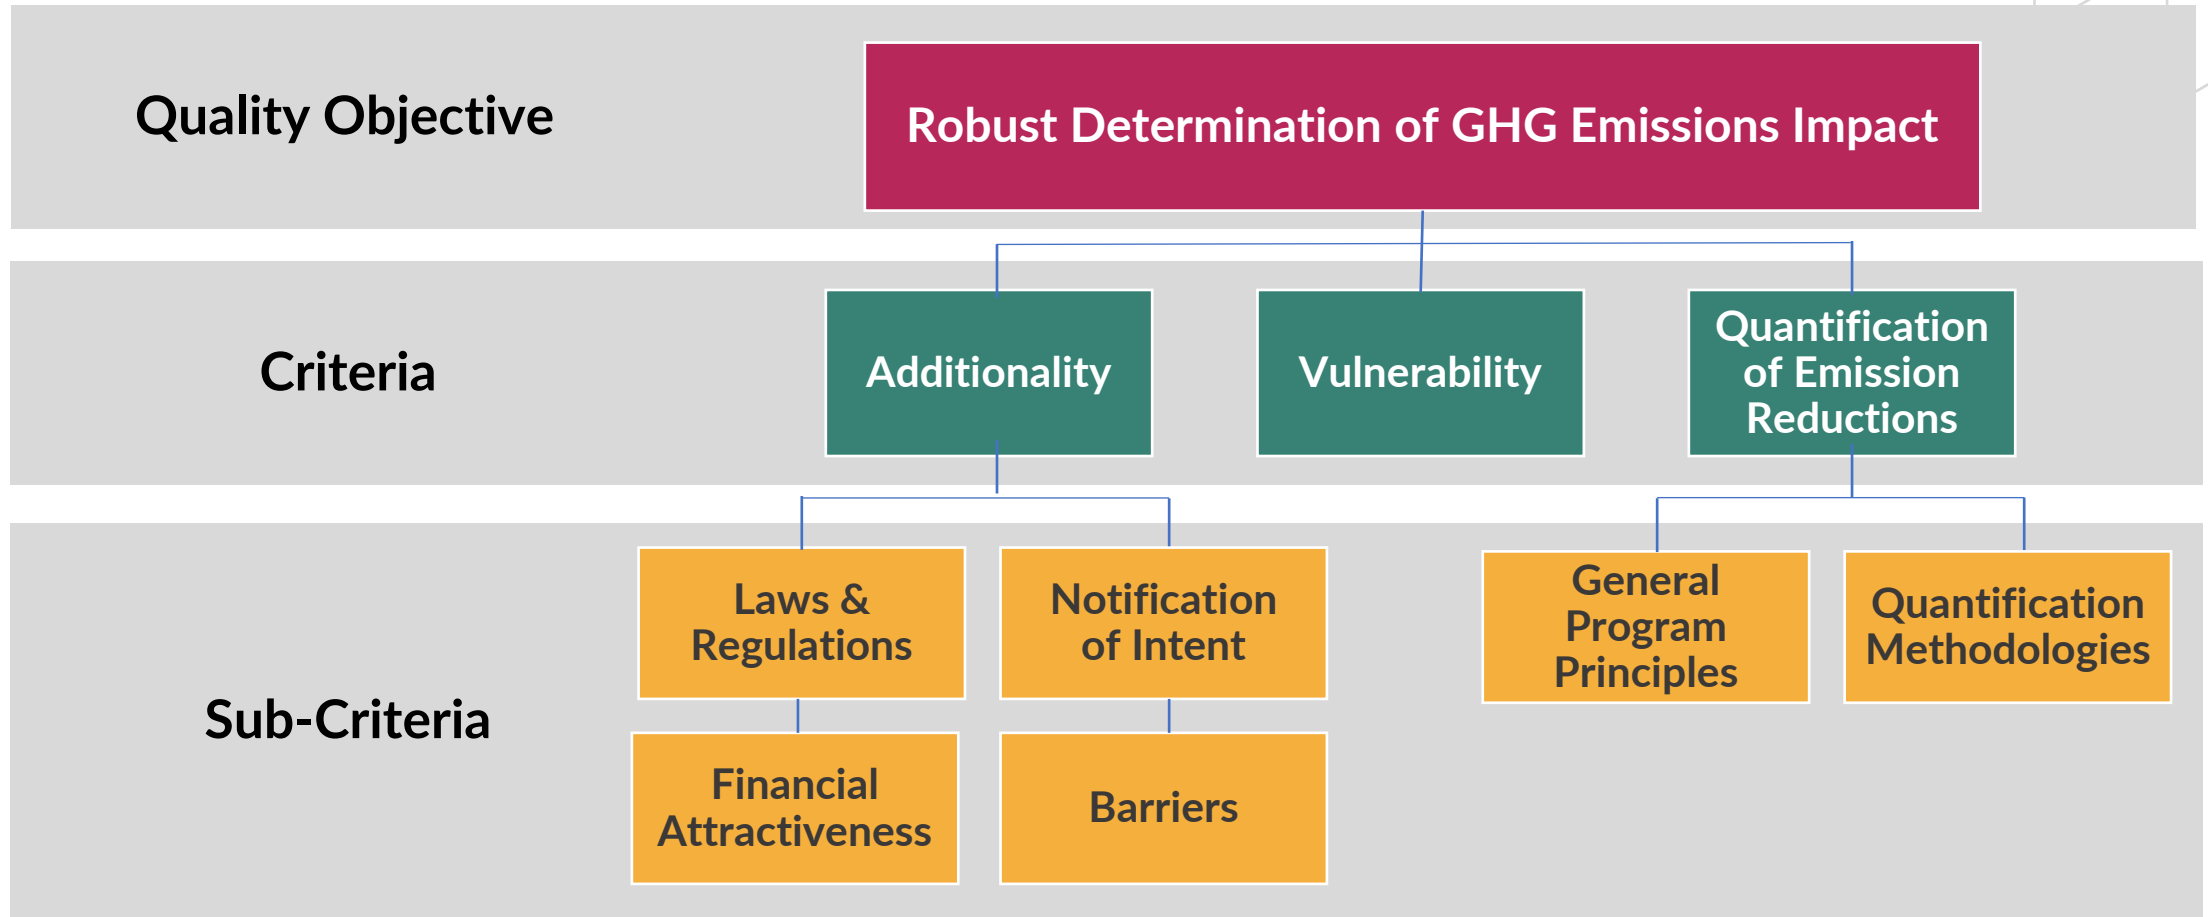 Quality Objective
Robust Determination of GHG Emissions Impact
Criteria
Additionality
Vulnerability
Quantification
of Emission
Reductions
Sub-Criteria
Laws &
Regulations
Notification
of Intent
General
Program
Principles
Quantification
Methodologies
Financial
Attractiveness
Barriers